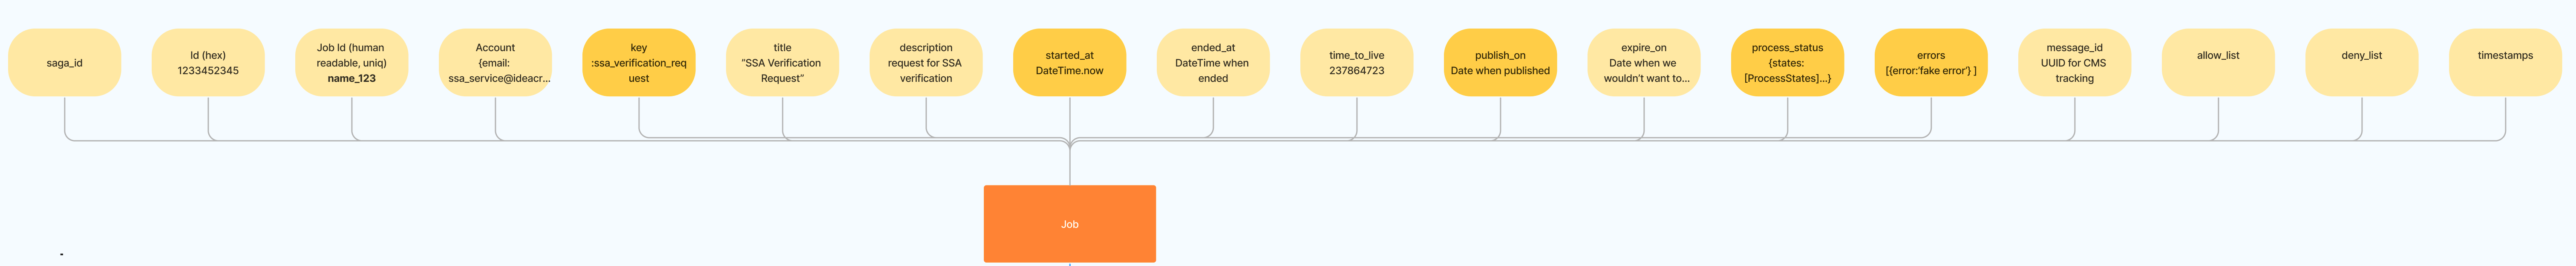 saga_id
Id (hex)
1233452345
Job Id (human
readable, uniq)
name_123
Account
{email:
ssa_service@ideacr...
key
:ssa_verification_req
uest
title
“SSA Verification
Request”
description
request for SSA
verification
started_at
DateTime.now
ended_at
DateTime when
ended
time_to_live
237864723
publish_on
Date when published
expire_on
Date when we
wouldn’t want to...
process_status
{states:
[ProcessStates]...}
errors
[{error:‘fake error’} ]
message_id
UUID for CMS
tracking
allow_list
deny_list
timestamps
Job